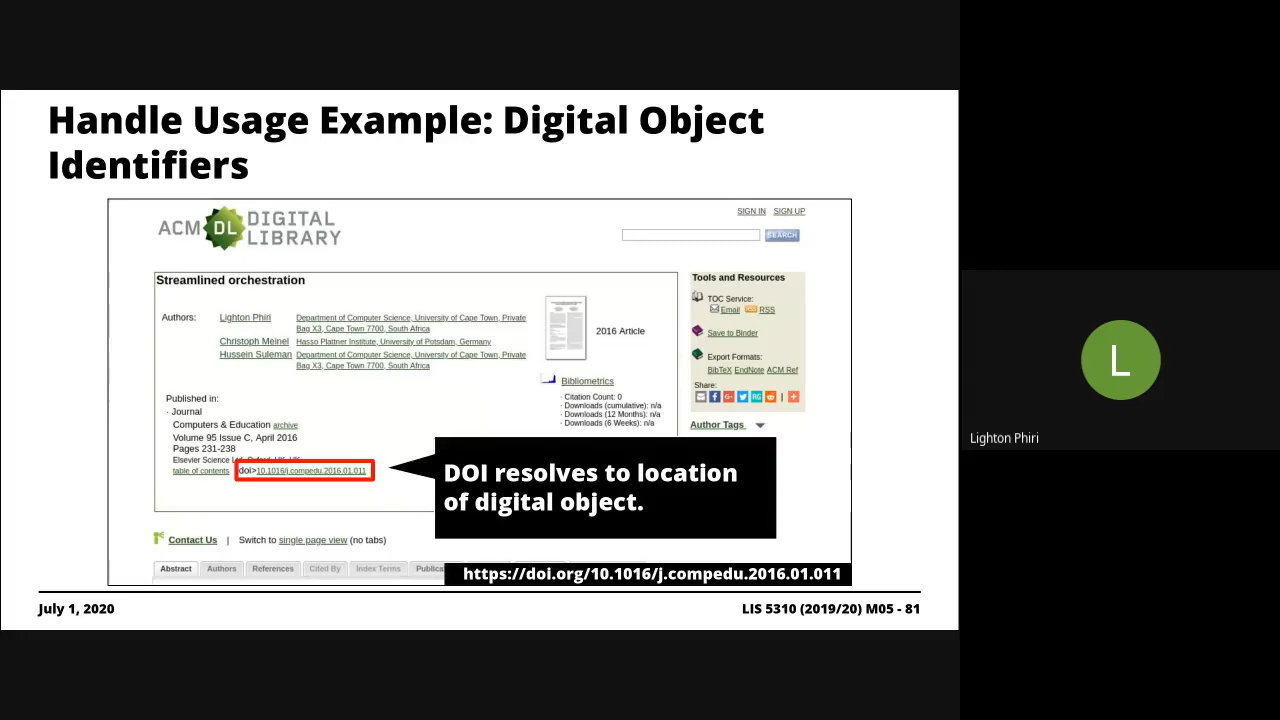 Handle Usage Example: Digital Object
Identifiers
ACM DL DIGITAL
LIBRARY
SIGN IN SIGN UP
SEARCH
Streamlined orchestration
Authors:
Lighton Phiri
Department of Computer Science, University of Cape Town, Private
Bag X3, Cape Town 7700, South Africa
Christoph Meinel
Hasso Plattner Institute, University of Potsdam, Germany
Hussein Suleman
Department of Computer Science, University of Cape Town, Private
Bag X3, Cape Town 7700, South Africa
2016 Article
Bibliometrics
· Citation Count: 0
· Downloads (cumulative): n/a
· Downloads (12 Months): n/a
· Downloads (6 Weeks): n/a
Published in:
· Journal
Computers & Education archive
Volume 95 Issue C, April 2016
Pages 231-238
Elsevier Science
table of contents doi>10.1016/j.compedu.2016.01.011
Tools and Resources
TOC Service:
Email RSS
Save to Binder
Export Formats:
BibTeX EndNote ACM Ref
Share:
Author Tags
DOI resolves to location
of digital object.
Contact Us | Switch to single page view (no tabs)
Abstract Authors References Cited By Index Terms Publica
https://doi.org/10.1016/j.compedu.2016.01.011
July 1, 2020
LIS 5310 (2019/20) M05 - 81
L
Lighton Phiri